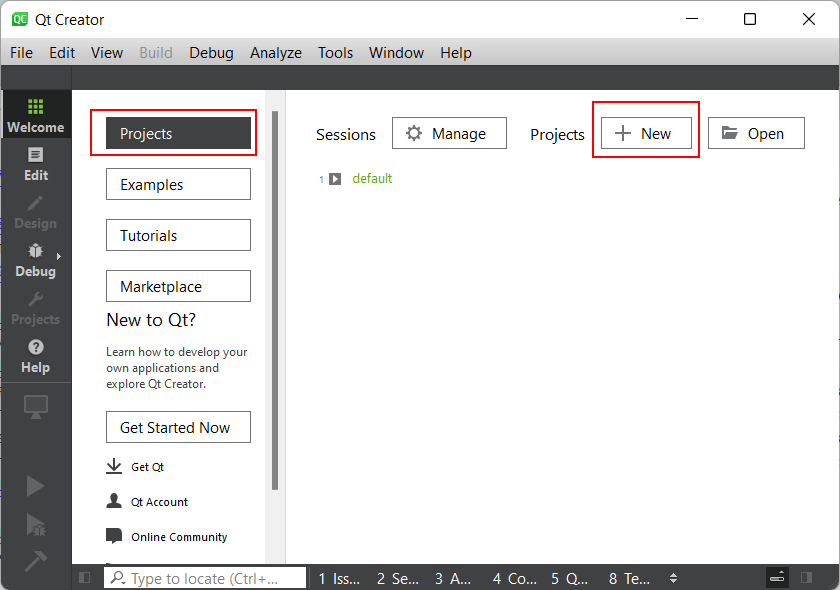 QC Qt Creator
File Edit View Build Debug Analyze Tools Window Help
Welcome
Edit
Design
Debug
Projects
Help
Projects
Examples
Tutorials
Marketplace
New to Qt?
Learn how to develop your
own applications and
explore Qt Creator.
Get Started Now
Get Qt
Qt Account
Online Community
Sessions Manage Projects New Open
1 default
Type to locate (Ctrl+... 1 Iss... 2 Se... 3 A... 4 Co... 5 Q... 8 Te...